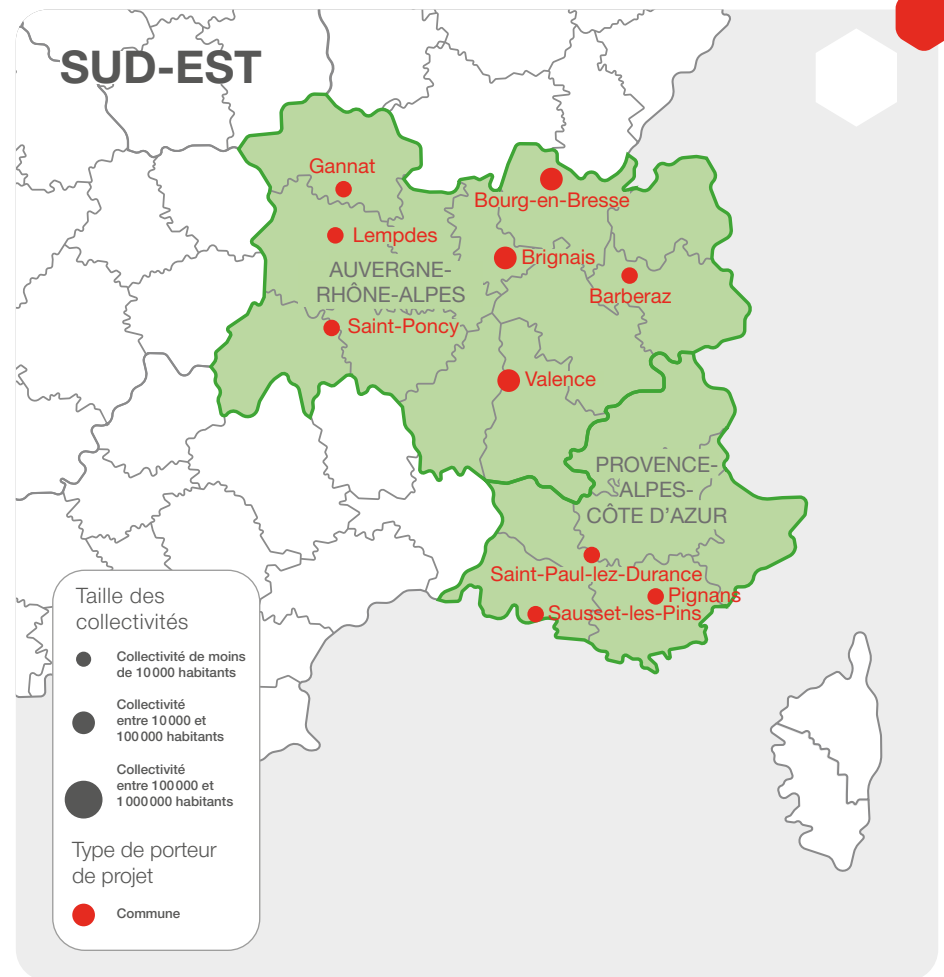 SUD-EST
Gannat
Bourg-en-Bresse
Lempdes
Brignais
AUVERGNE-
RHÔNE-ALPES
Barberaz
Saint-Poncy
Valence
PROVENCE-
ALPES-
CÔTE D'AZUR
Saint-Paul-lez-Durance
Pignans
Sausset-les-Pins
Taille des
collectivités
Collectivité de moins
de 10 000 habitants
Collectivité
entre 10 000 et
100 000 habitants
Collectivité
entre 100 000 et
1 000 000 habitants
Type de porteur
de projet
Commune